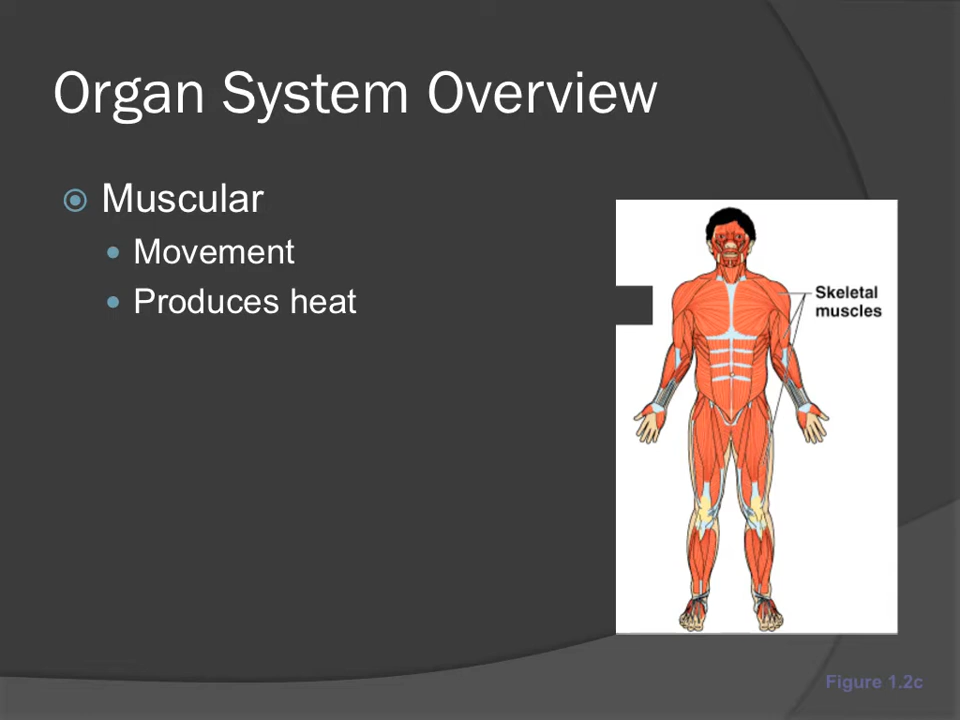 Organ System Overview
Muscular
Movement
Produces heat
Skeletal
muscles
Figure 1.2c